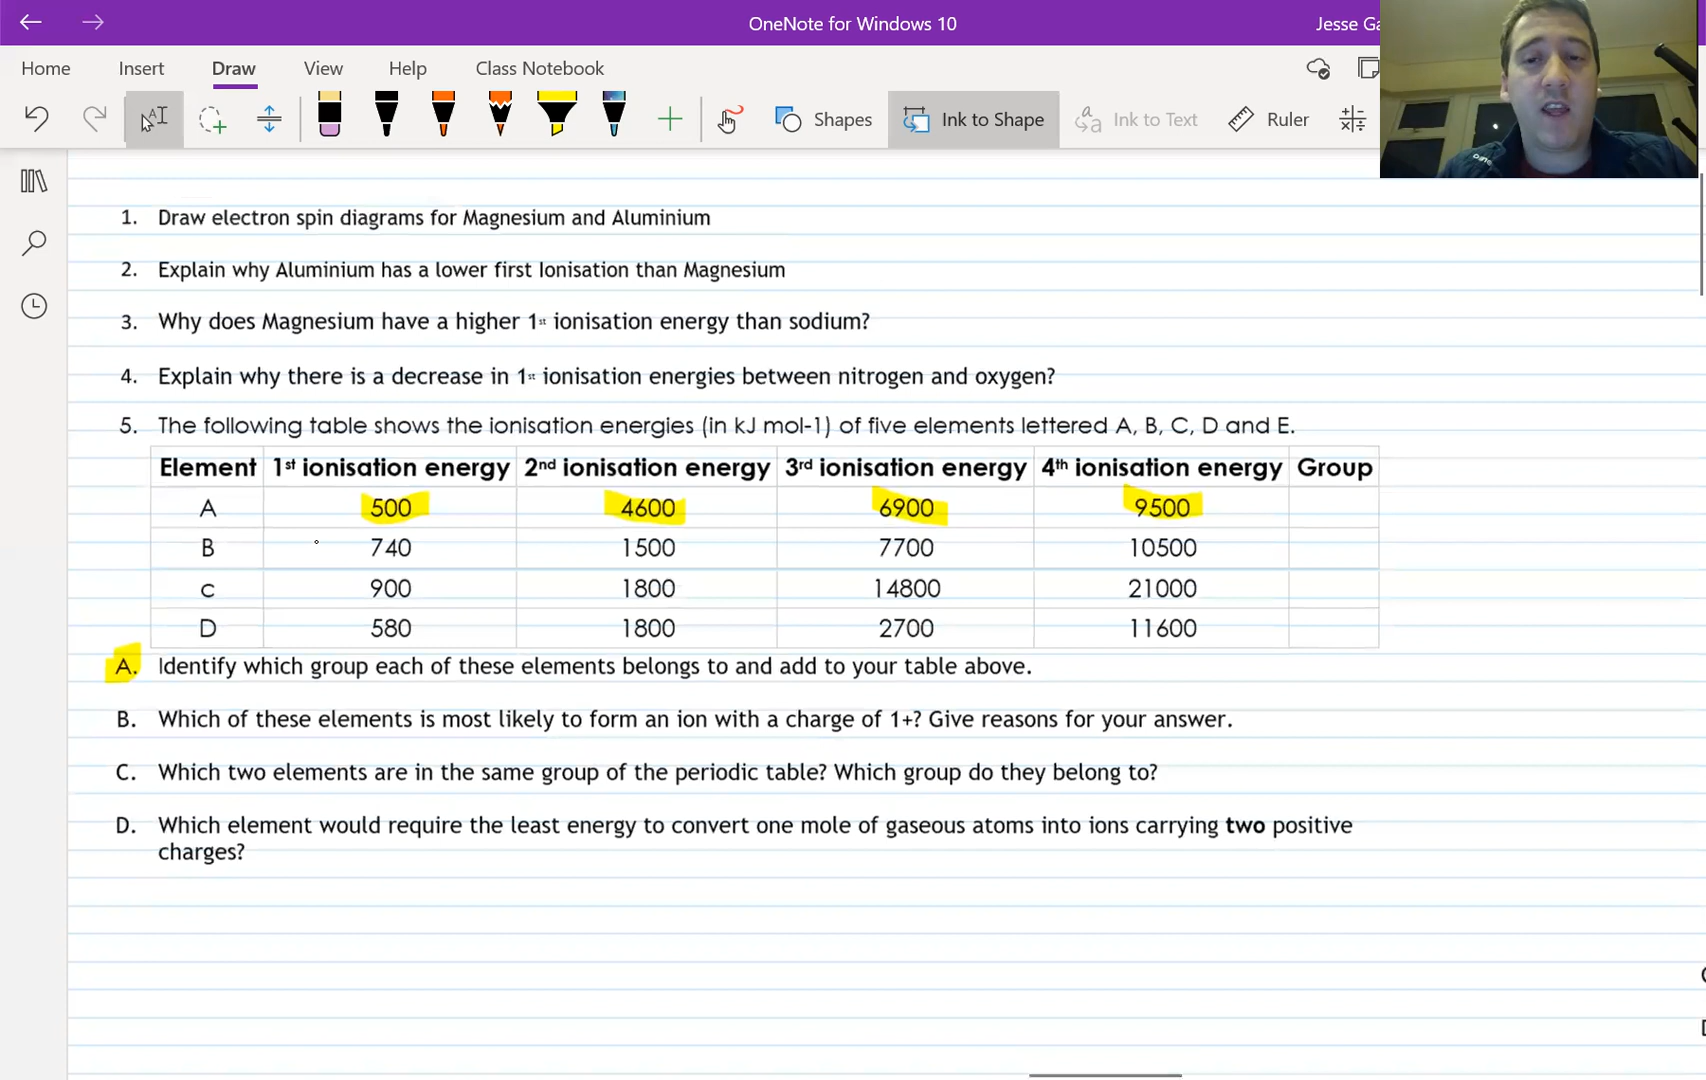 OneNote for Windows 10
Jesse Ga
Home Insert Draw View Help Class Notebook
Shapes Ink to Shape Ink to Text Ruler
1. Draw electron spin diagrams for Magnesium and Aluminium
2. Explain why Aluminium has a lower first Ionisation than Magnesium
3. Why does Magnesium have a higher 1st ionisation energy than sodium?
4. Explain why there is a decrease in 1st ionisation energies between nitrogen and oxygen?
5. The following table shows the ionisation energies (in kJ mol-1) of five elements lettered A, B, C, D and E.
Element 1st ionisation energy 2nd ionisation energy 3rd ionisation energy 4th ionisation energy Group
A 500 4600 6900 9500
B 740 1500 7700 10500
c 900 1800 14800 21000
D 580 1800 2700 11600
A. Identify which group each of these elements belongs to and add to your table above.
B. Which of these elements is most likely to form an ion with a charge of 1+? Give reasons for your answer.
C. Which two elements are in the same group of the periodic table? Which group do they belong to?
D. Which element would require the least energy to convert one mole of gaseous atoms into ions carrying two positive
charges?